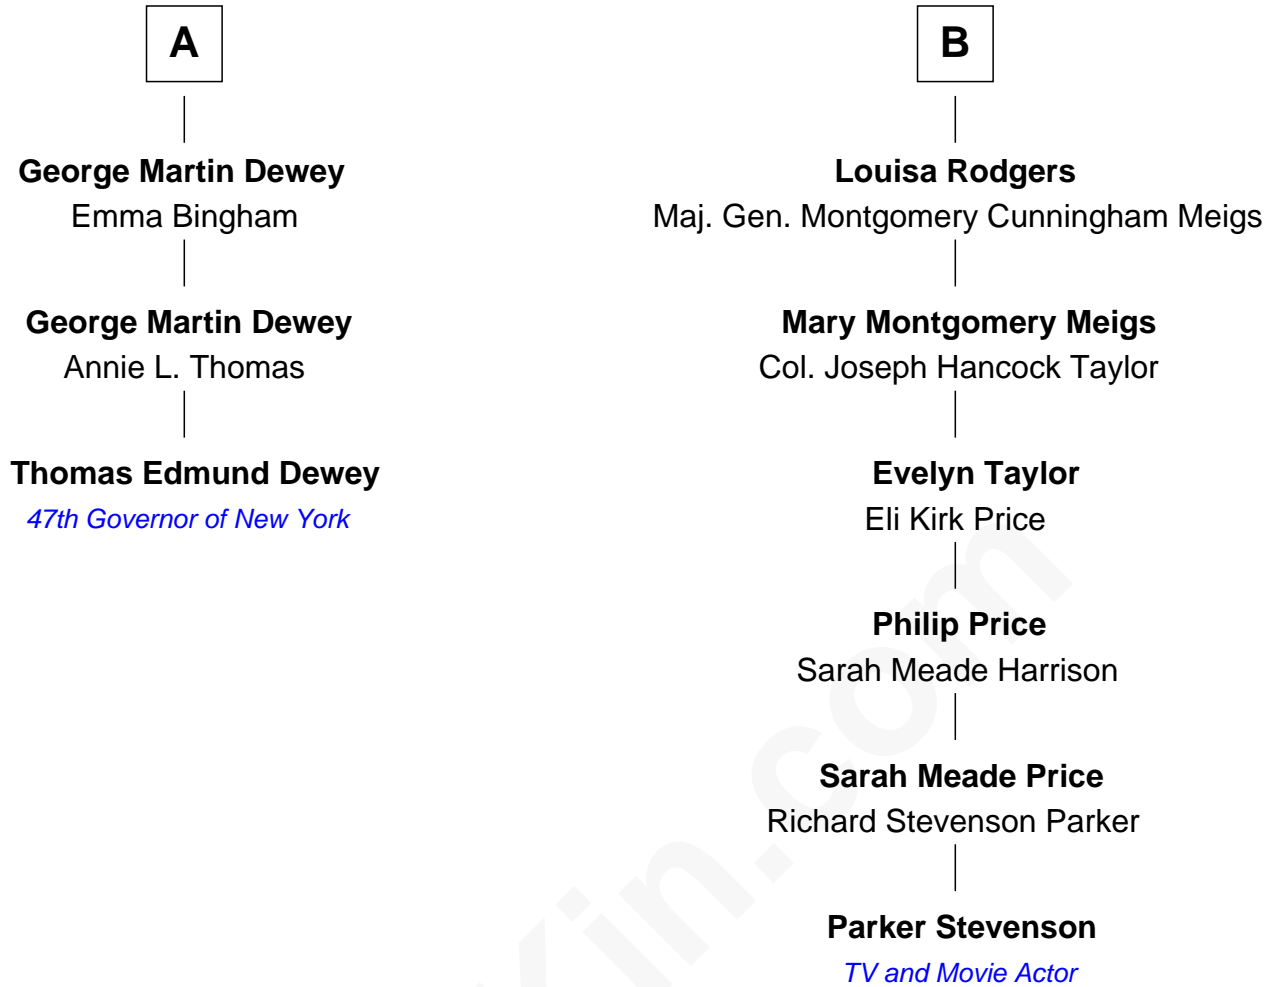 A
George Martin Dewey
Emma Bingham
George Martin Dewey
Annie L. Thomas
Thomas Edmund Dewey
47th Governor of New York
B
Louisa Rodgers
Maj. Gen. Montgomery Cunningham Meigs
Mary Montgomery Meigs
Col. Joseph Hancock Taylor
Evelyn Taylor
Eli Kirk Price
Philip Price
Sarah Meade Harrison
Sarah Meade Price
Richard Stevenson Parker
Parker Stevenson
TV and Movie Actor
Kin.com